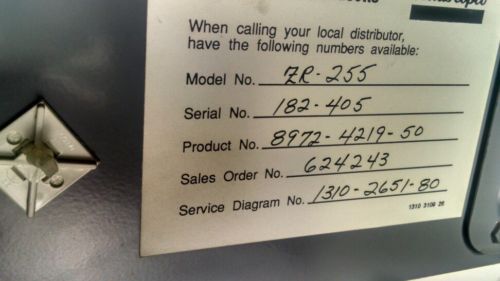 When calling your local distributor,
have the following numbers available:
Model No. ZR-255
Serial No. 182-405
Product No. 8972-4219-50
Sales Order No. 624243
Service Diagram No. 1310-2651-80
1310 3109 26